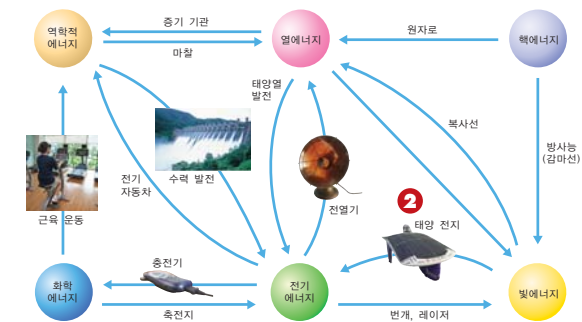 증기 기관
원자로
역학적
에너지
열에너지
핵에너지
마찰
태양열
발전
복사선
방사능
(감마선)
전기
자동차
수력 발전
전열기
2
태양 전지
근육 운동
충전기
화학
에너지
전기
에너지
빛에너지
축전지
번개, 레이저